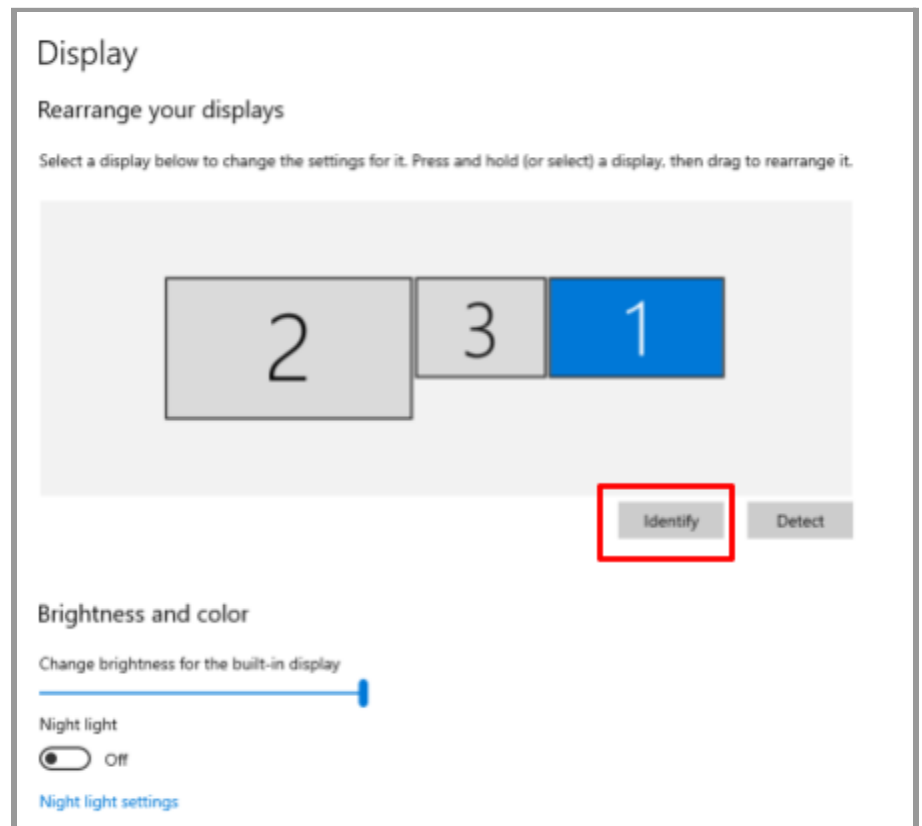 Display
Rearrange your displays
Select a display below to change the settings for it. Press and hold (or select) a display, then drag to rearrange it.
2 3 1
Identify Detect
Brightness and color
Change brightness for the built-in display
Night light
Off
Night light settings